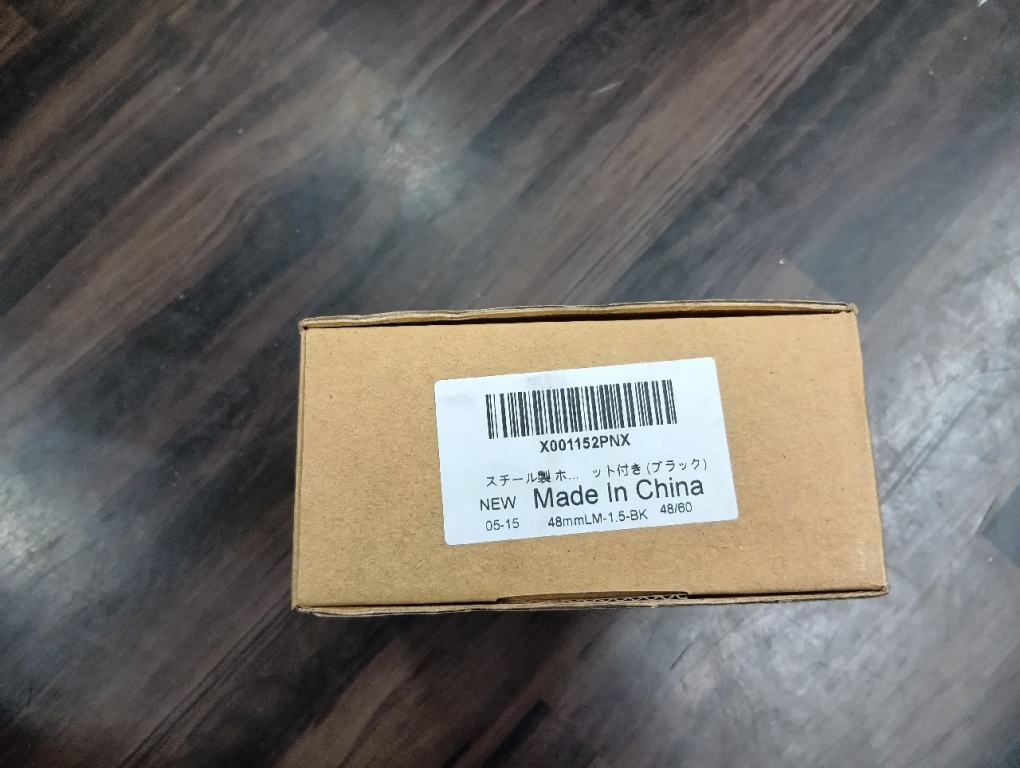 X001152PNX
スチール製 ホ... ット付き (ブラック)
NEW Made In China
05-15 48mmLM-1.5-BK 48/60